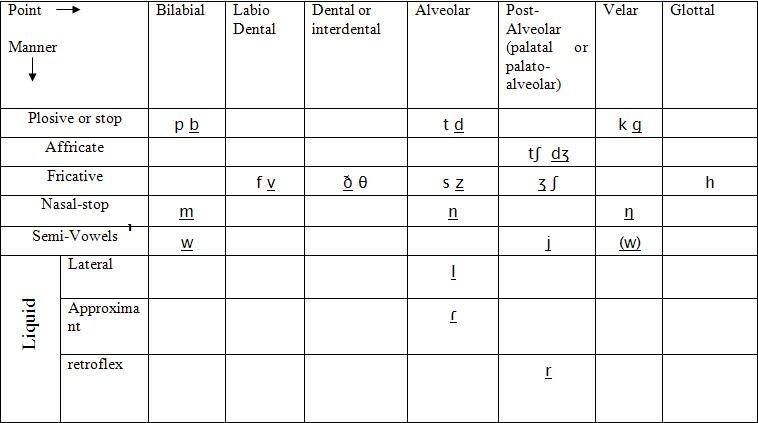 Point → Bilabial Labio Dental Dental or interdental Alveolar Post-Alveolar (palatal or palato-alveolar) Velar Glottal
Manner ↓
Plosive or stop p b t d k g
Affricate tʃ dʒ
Fricative f v ð θ s z ʒ ʃ h
Nasal-stop m n ŋ
Semi-Vowels ¹ w j (w)
Liquid
Lateral l
Approximant ɾ
retroflex r